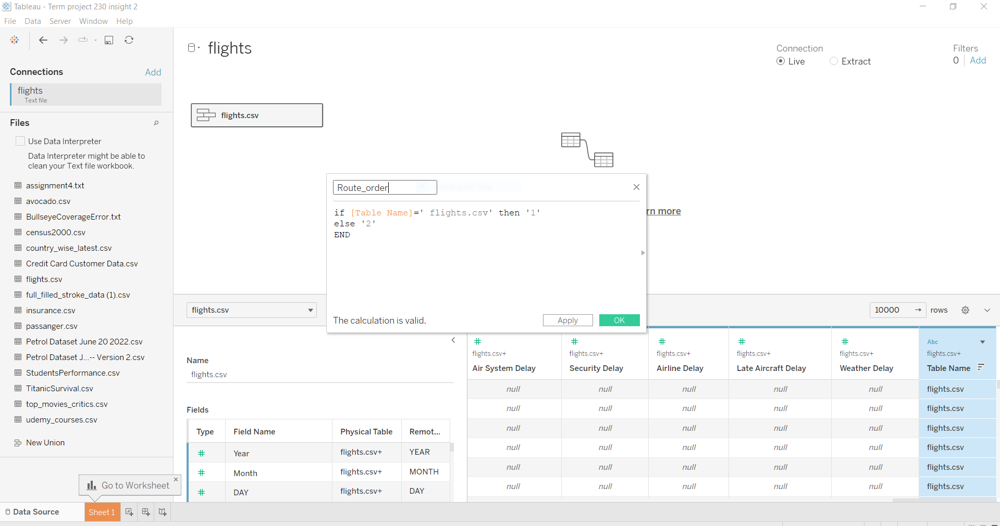 Tableau - Term project 230 insight 2
File Data Server Window Help
Connections Add
flights
Text file
Files
Use Data Interpreter
Data Interpreter might be able to
clean your Text file workbook.
assignment4.txt
avocado.csv
BullseyeCoverageError.txt
census2000.csv
country_wise_latest.csv
Credit Card Customer Data.csv
flights.csv
full_filled_stroke_data (1).csv
insurance.csv
passanger.csv
Petrol Dataset June 20 2022.csv
Petrol Dataset J...-- Version 2.csv
StudentsPerformance.csv
TitanicSurvival.csv
top_movies_critics.csv
udemy_courses.csv
New Union
Go to Worksheet
flights
Connection
Live Extract
Filters
0 Add
flights.csv
rn more
Route_order
Rectangular Snip
if [Table Name]=' flights.csv' then '1'
else '2'
END
The calculation is valid.
Apply OK
flights.csv
10000 rows
Name
flights.csv
Fields
Type Field Name Physical Table Remot...
Year flights.csv+ YEAR
Month flights.csv+ MONTH
DAY flights.csv+ DAY
Abc
flights.csv+ flights.csv+ flights.csv+ flights.csv+ flights.csv+ flights.csv+
Air System Delay Security Delay Airline Delay Late Aircraft Delay Weather Delay Table Name
null null null null null flights.csv
null null null null null flights.csv
null null null null null flights.csv
null null null null null flights.csv
null null null null null flights.csv
null null null null null flights.csv
Data Source Sheet 1